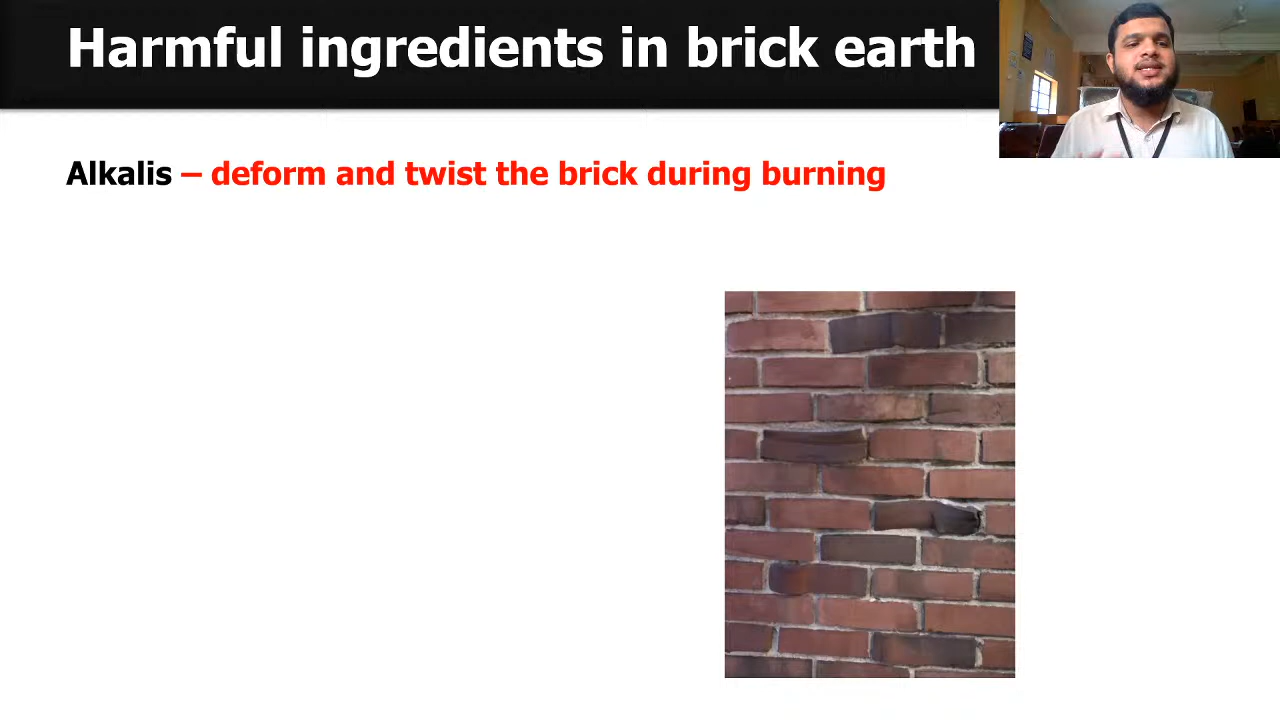 Harmful ingredients in brick earth
Alkalis – deform and twist the brick during burning